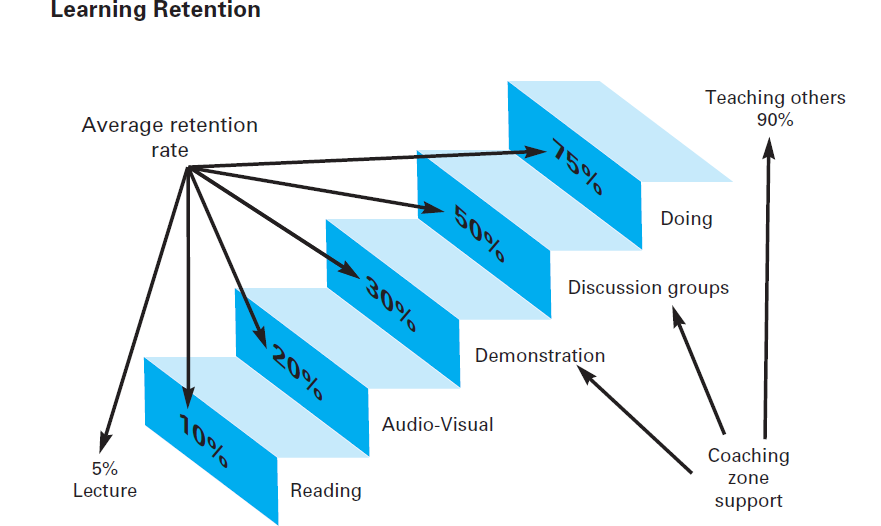 Learning Retention
Average retention
rate
Teaching others
90%
75%
Doing
50%
Discussion groups
30%
Demonstration
20%
Audio-Visual
10%
Reading
5%
Lecture
Coaching
zone
support